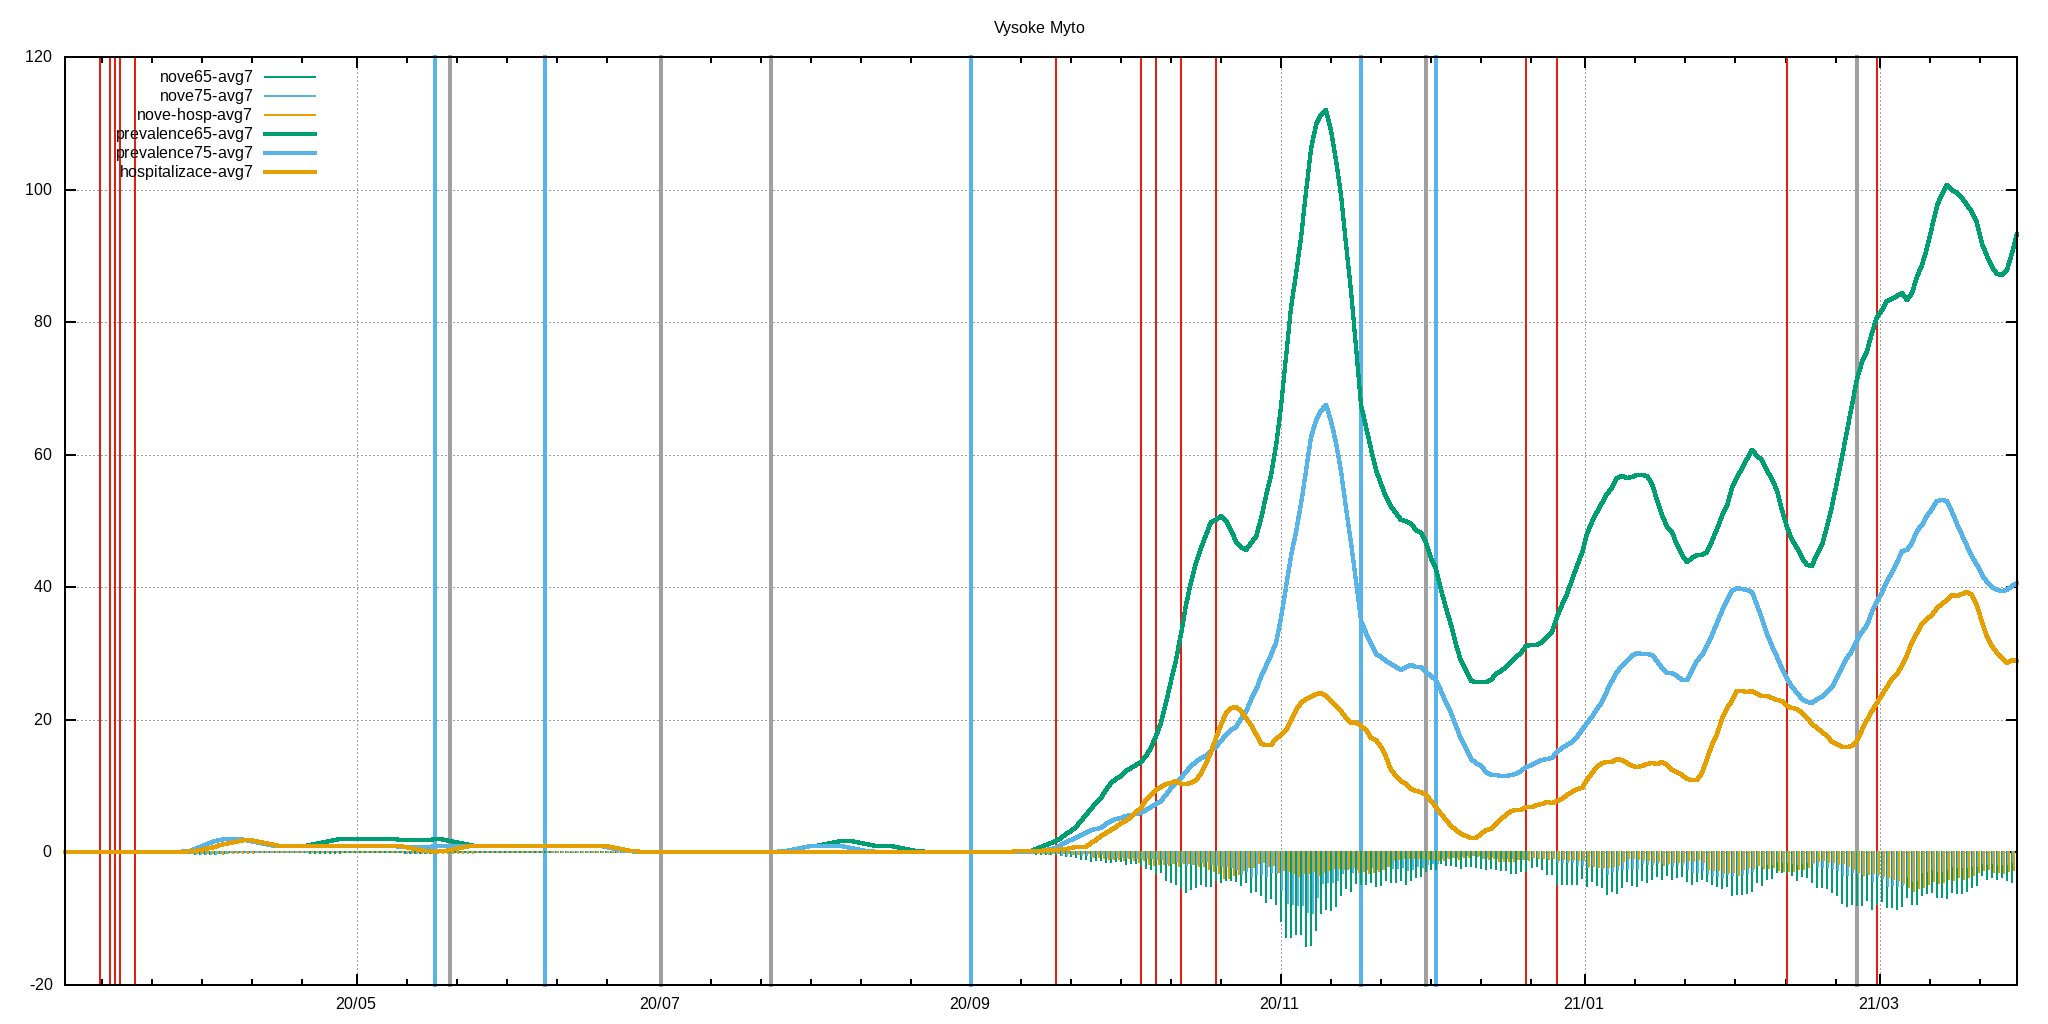 Vysoke Myto
120
nove65-avg7
nove75-avg7
nove-hosp-avg7
prevalence65-avg7
prevalence75-avg7
hospitalizace-avg7
100
80
60
40
20
0
-20
20/05 20/07 20/09 20/11 21/01 21/03